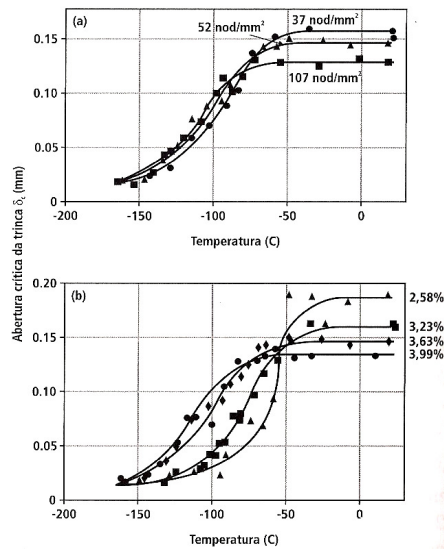 (a)
52 nod/mm²
37 nod/mm²
107 nod/mm²
0.15
0.10
0.05
0
-200
-150
-100
-50
0
Temperatura (C)
Abertura crítica da trinca δt (mm)
(b)
0.20
0.15
0.10
0.05
0
2,58%
3,23%
3,63%
3,99%
-200
-150
-100
-50
0
Temperatura (C)